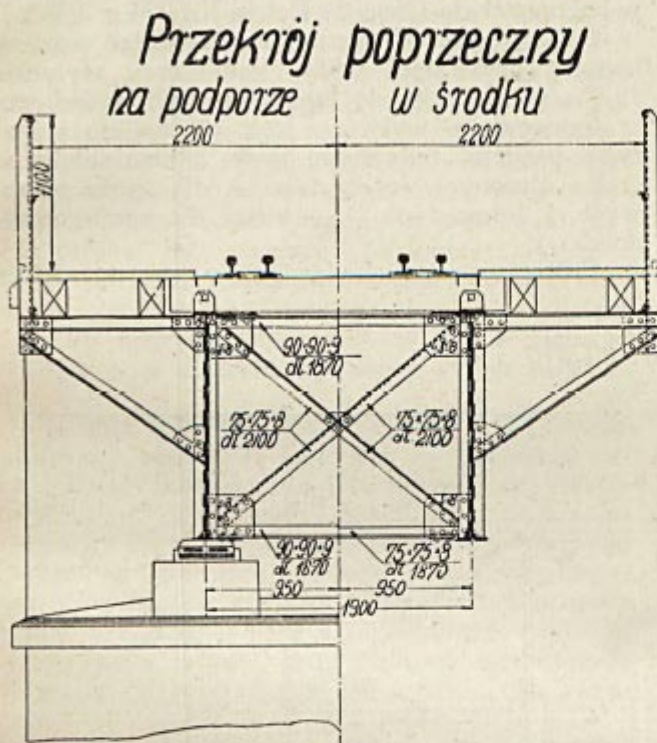 Przekrój poprzeczny
na podporze w środku
2200 2200
1100
90·90·9
dł 1870
75·75·8
dł 2100
75·75·8
dł 2100
90·90·9
dł 1870
75·75·8
dł 1870
950 950
1900